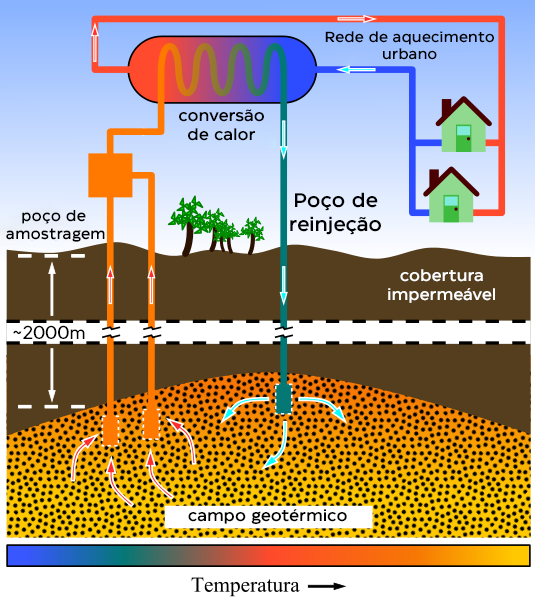 Rede de aquecimento
urbano
conversão
de calor
Poço de
reinjeção
poço de
amostragem
cobertura
impermeável
~2000m
campo geotérmico
Temperatura